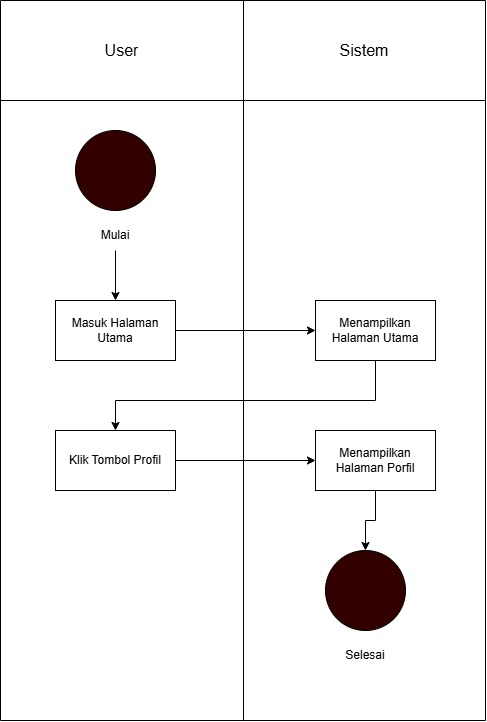 User
Sistem
Mulai
Masuk Halaman
Utama
Menampilkan
Halaman Utama
Klik Tombol Profil
Menampilkan
Halaman Porfil
Selesai